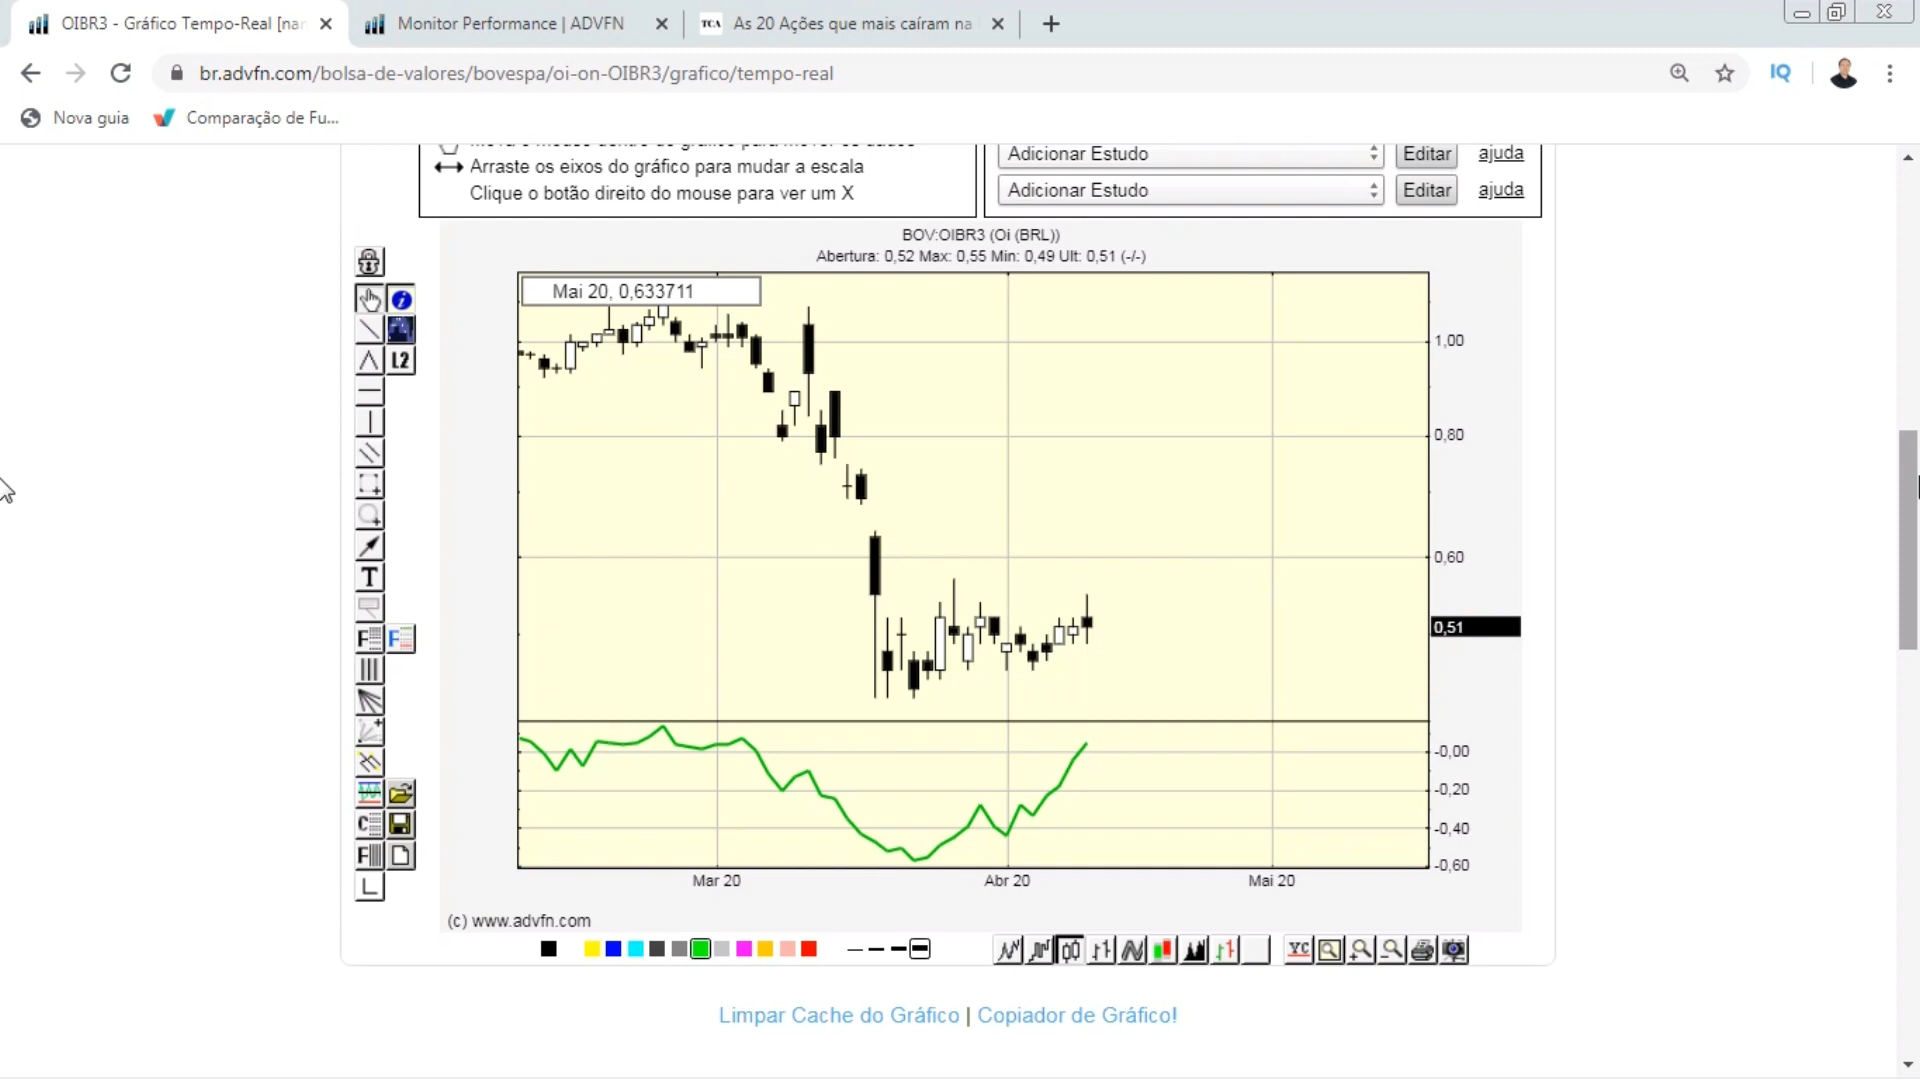 OIBR3 - Gráfico Tempo-Real [nar
Monitor Performance | ADVFN
TCA As 20 Ações que mais caíram na
br.advfn.com/bolsa-de-valores/bovespa/oi-on-OIBR3/grafico/tempo-real
IQ
Nova guia
Comparação de Fu...
Arraste os eixos do gráfico para mudar a escala
Clique o botão direito do mouse para ver um X
Adicionar Estudo Editar ajuda
Adicionar Estudo Editar ajuda
BOV:OIBR3 (Oi (BRL))
Abertura: 0,52 Max: 0,55 Min: 0,49 Ult: 0,51 (-/-)
Mai 20, 0,633711
1,00
0,80
0,60
0,51
-0,00
-0,20
-0,40
-0,60
Mar 20
Abr 20
Mai 20
L2
T
F
F
C
F
(c) www.advfn.com
YC
Limpar Cache do Gráfico | Copiador de Gráfico!